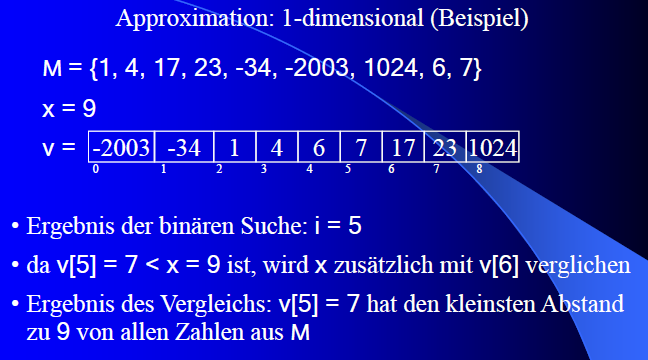 Approximation: 1-dimensional (Beispiel)
M = {1, 4, 17, 23, -34, -2003, 1024, 6, 7}
x = 9
v = -2003 -34 1 4 6 7 17 23 1024
0 1 2 3 4 5 6 7 8
• Ergebnis der binären Suche: i = 5
• da v[5] = 7 < x = 9 ist, wird x zusätzlich mit v[6] verglichen
• Ergebnis des Vergleichs: v[5] = 7 hat den kleinsten Abstand
zu 9 von allen Zahlen aus M